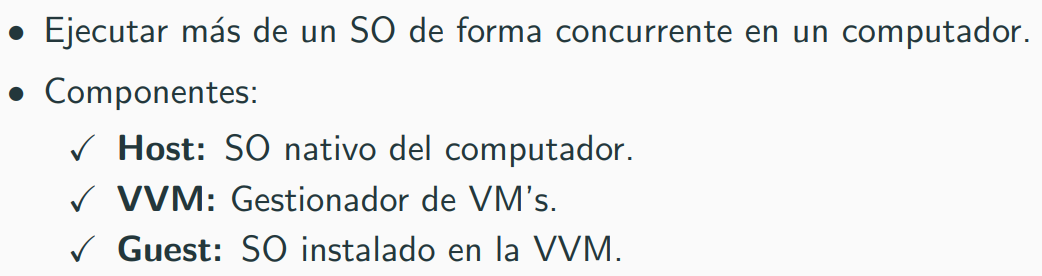 • Ejecutar más de un SO de forma concurrente en un computador.
• Componentes:
✓ Host: SO nativo del computador.
✓ VVM: Gestionador de VM's.
✓ Guest: SO instalado en la VVM.